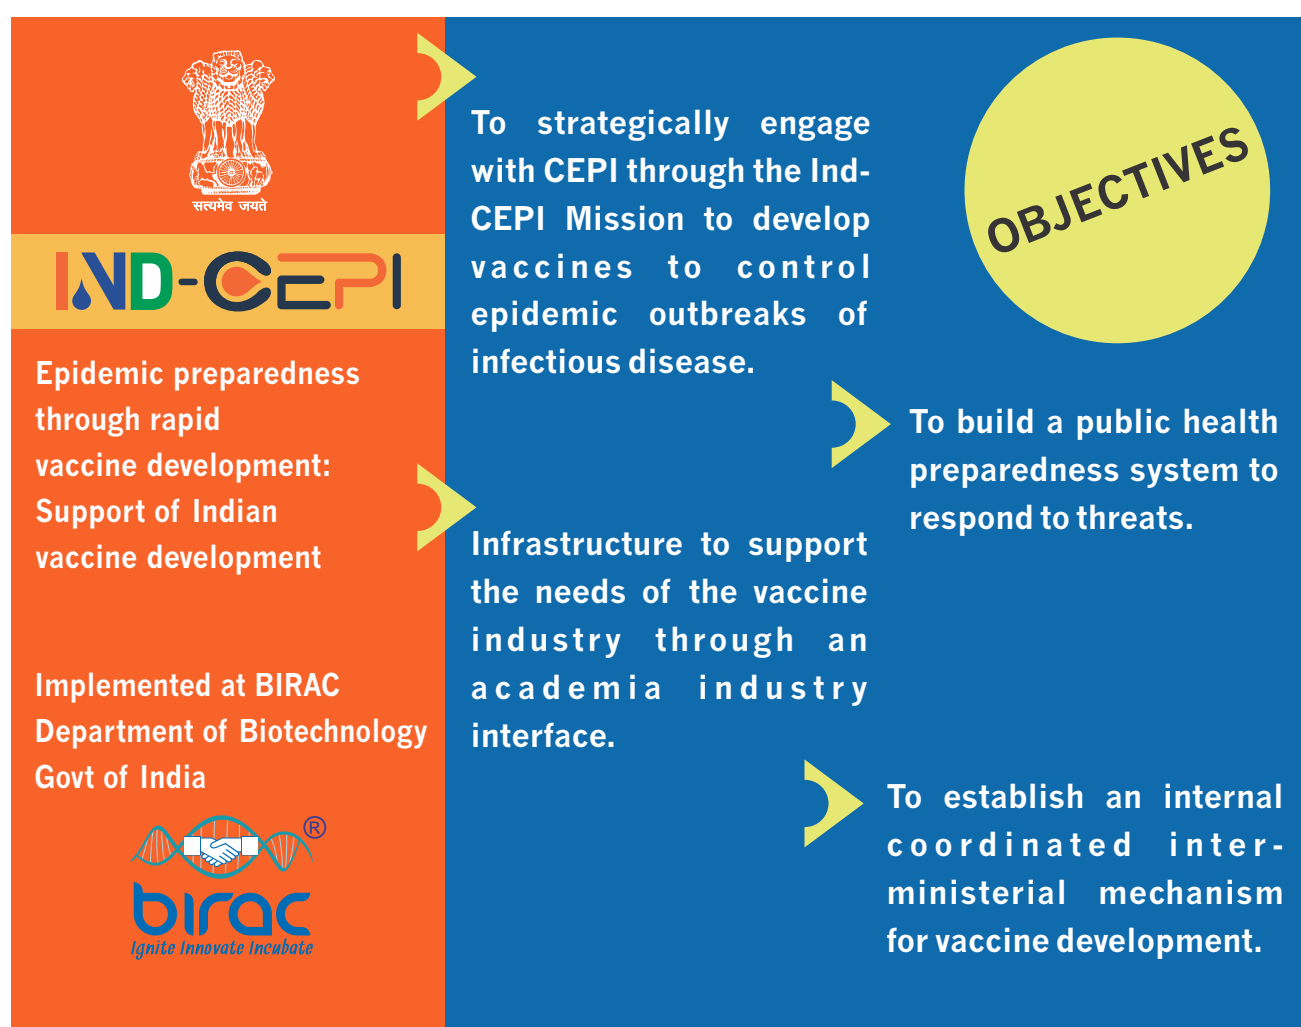 सत्यमेव जयते
IND-CEPI
Epidemic preparedness
through rapid
vaccine development:
Support of Indian
vaccine development
Implemented at BIRAC
Department of Biotechnology
Govt of India
®
birac
Ignite Innovate Incubate
OBJECTIVES
To strategically engage
with CEPI through the Ind-
CEPI Mission to develop
vaccines to control
epidemic outbreaks of
infectious disease.
To build a public health
preparedness system to
respond to threats.
Infrastructure to support
the needs of the vaccine
industry through an
academia industry
interface.
To establish an internal
coordinated inter-
ministerial mechanism
for vaccine development.